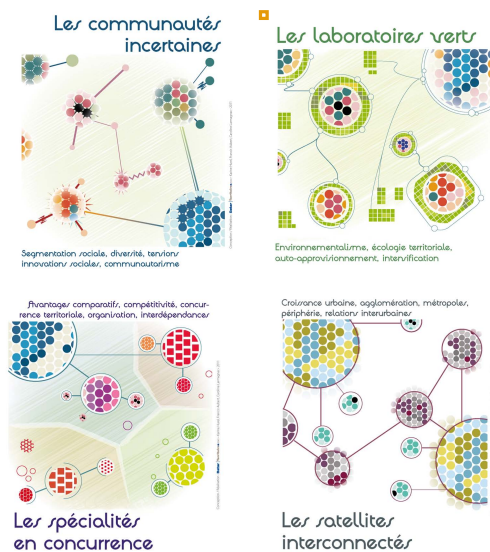 Les communautés
incertaines
Segmentation sociale, diversité, tensions
innovations sociales, communautarisme
Les laboratoires verts
Environnementalisme, écologie territoriale,
auto-approvisionnement, intensification
Avantages comparatifs, compétitivité, concur-
rence territoriale, organisation, interdépendances
Les spécialités
en concurrence
Croissance urbaine, agglomération, métropoles,
périphérie, relations interurbaines
Les satellites
interconnectés